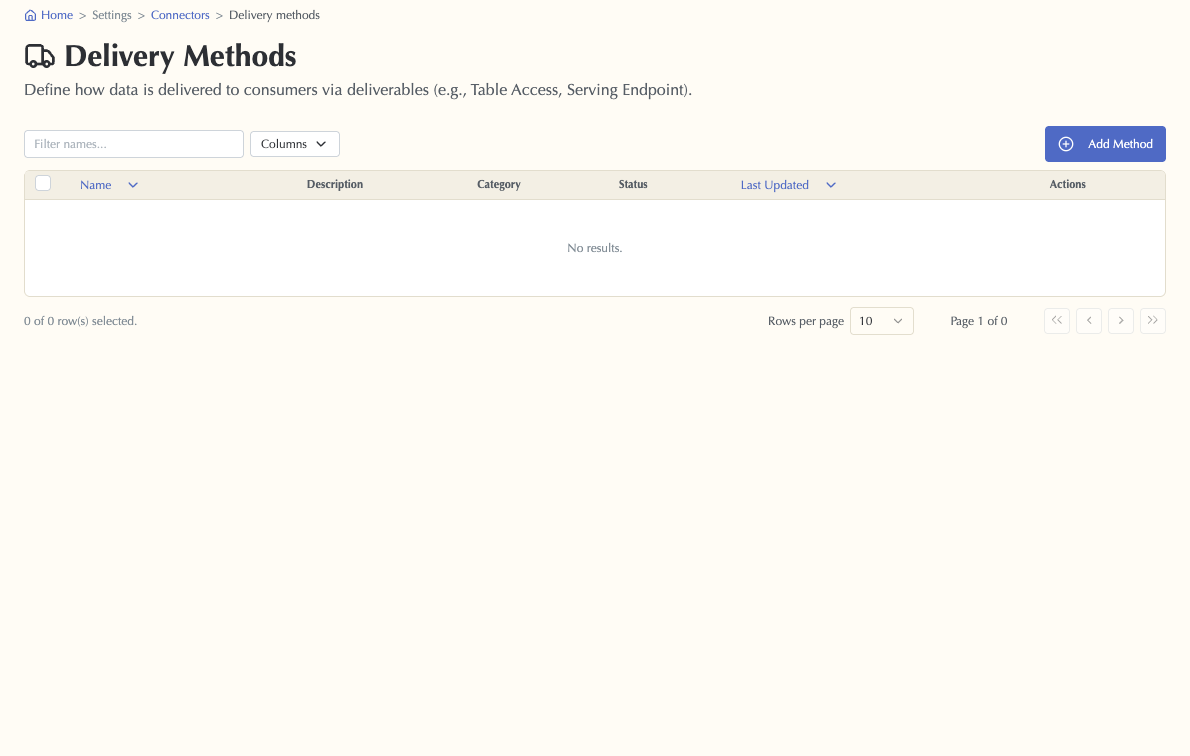 Home > Settings > Connectors > Delivery methods
Delivery Methods
Define how data is delivered to consumers via deliverables (e.g., Table Access, Serving Endpoint).
Filter names... Columns Add Method
Name Description Category Status Last Updated Actions
No results.
0 of 0 row(s) selected. Rows per page 10 Page 1 of 0